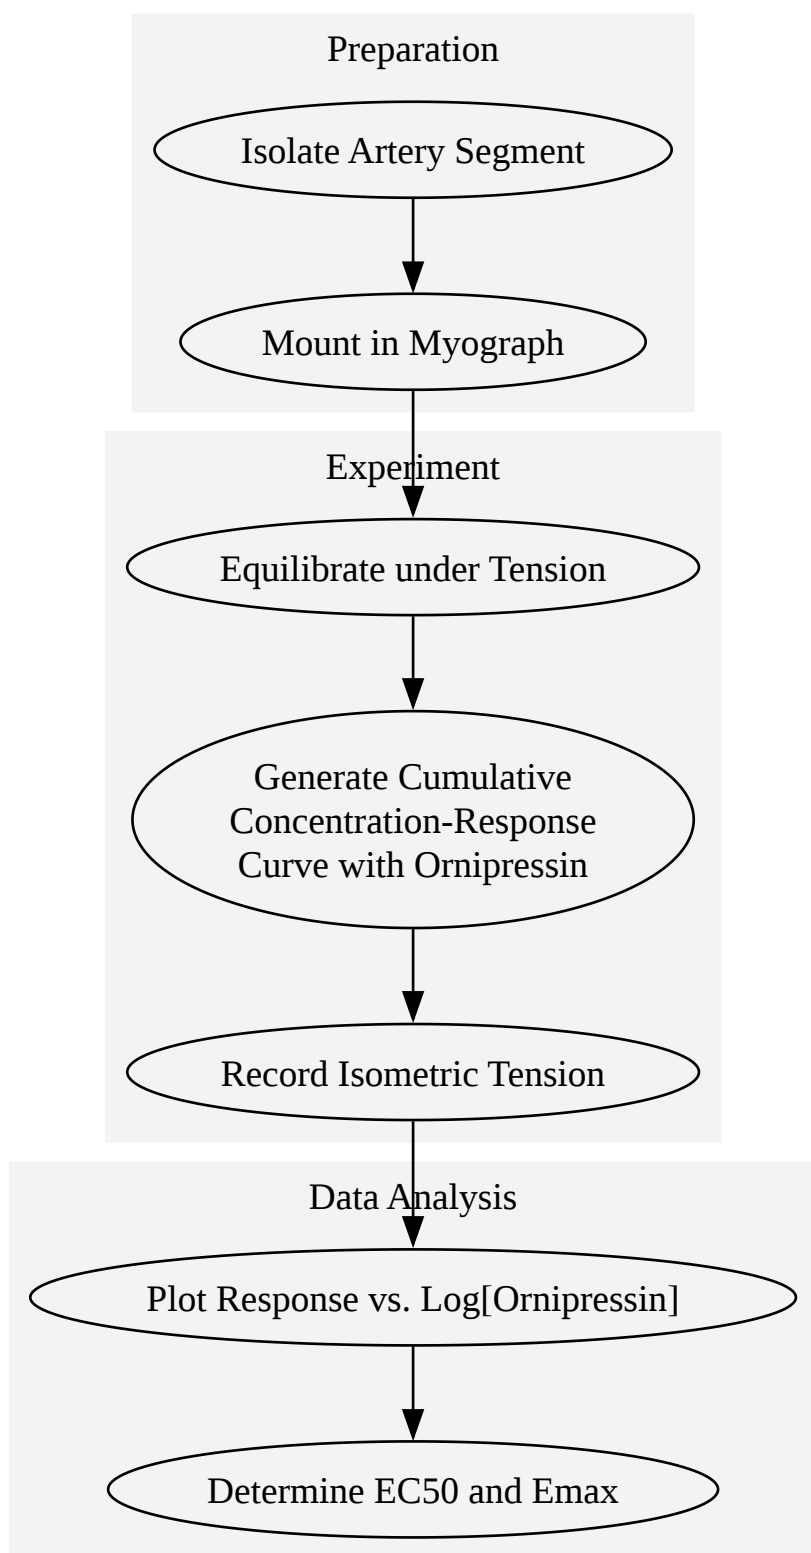 Preparation
Isolate Artery Segment
Mount in Myograph
Experiment
Equilibrate under Tension
Generate Cumulative
Concentration-Response
Curve with Ornipressin
Record Isometric Tension
Data Analysis
Plot Response vs. Log[Ornipressin]
Determine EC50 and Emax